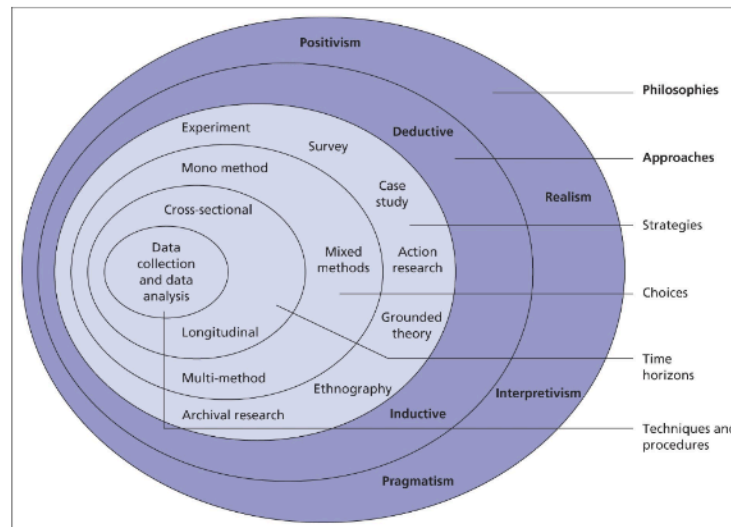 Positivism
Philosophies
Experiment
Deductive
Survey
Approaches
Mono method
Case
study
Realism
Cross-sectional
Strategies
Data
collection
and data
analysis
Mixed
methods
Action
research
Choices
Grounded
theory
Longitudinal
Time
horizons
Multi-method
Ethnography
Interpretivism
Archival research
Inductive
Techniques and
procedures
Pragmatism